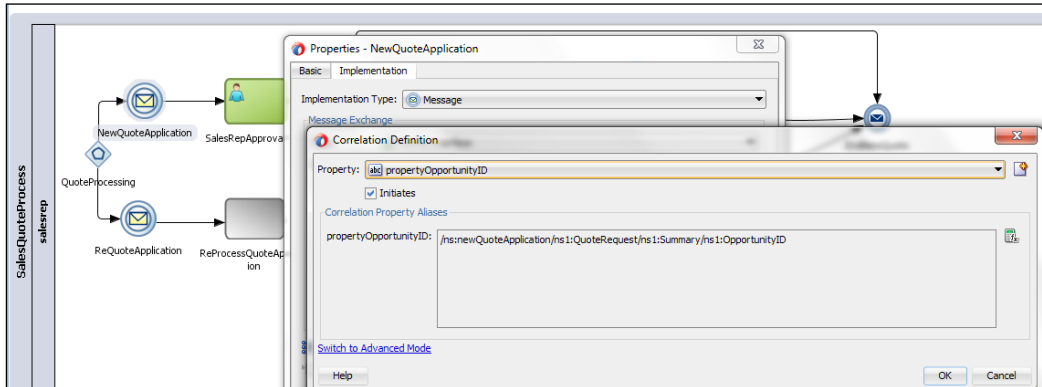 SalesQuoteProcess
salesrep
NewQuoteApplication
SalesRepApprova
QuoteProcessing
ReQuoteApplication
ReProcessQuoteAp
ion
Properties - NewQuoteApplication
Basic Implementation
Implementation Type: Message
Message Exchange
Correlation Definition
Property: abc propertyOpportunityID
Initiates
Correlation Property Aliases
propertyOpportunityID: /ns:newQuoteApplication/ns1:QuoteRequest/ns1:Summary/ns1:OpportunityID
Switch to Advanced Mode
Help OK Cancel